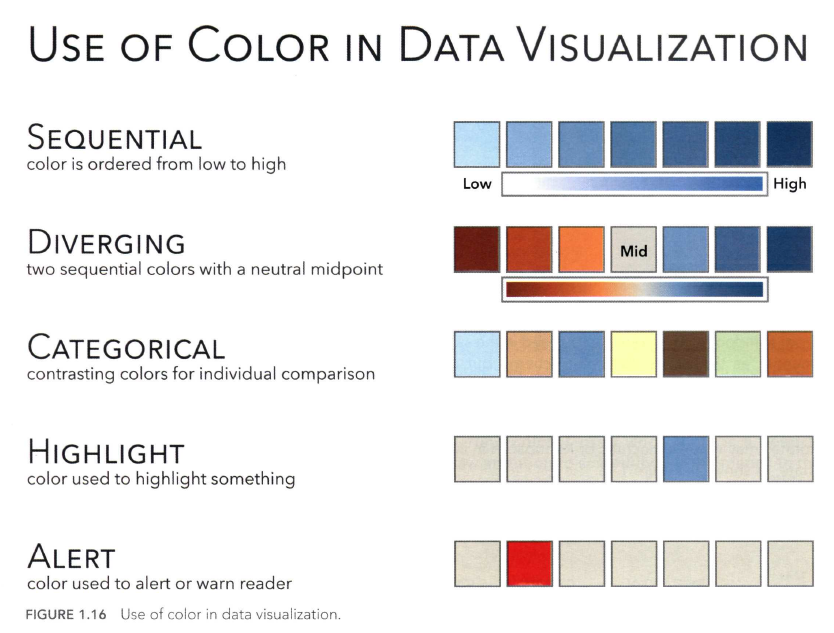 USE OF COLOR IN DATA VISUALIZATION
SEQUENTIAL
color is ordered from low to high
Low High
DIVERGING
two sequential colors with a neutral midpoint
Mid
CATEGORICAL
contrasting colors for individual comparison
HIGHLIGHT
color used to highlight something
ALERT
color used to alert or warn reader
FIGURE 1.16 Use of color in data visualization.